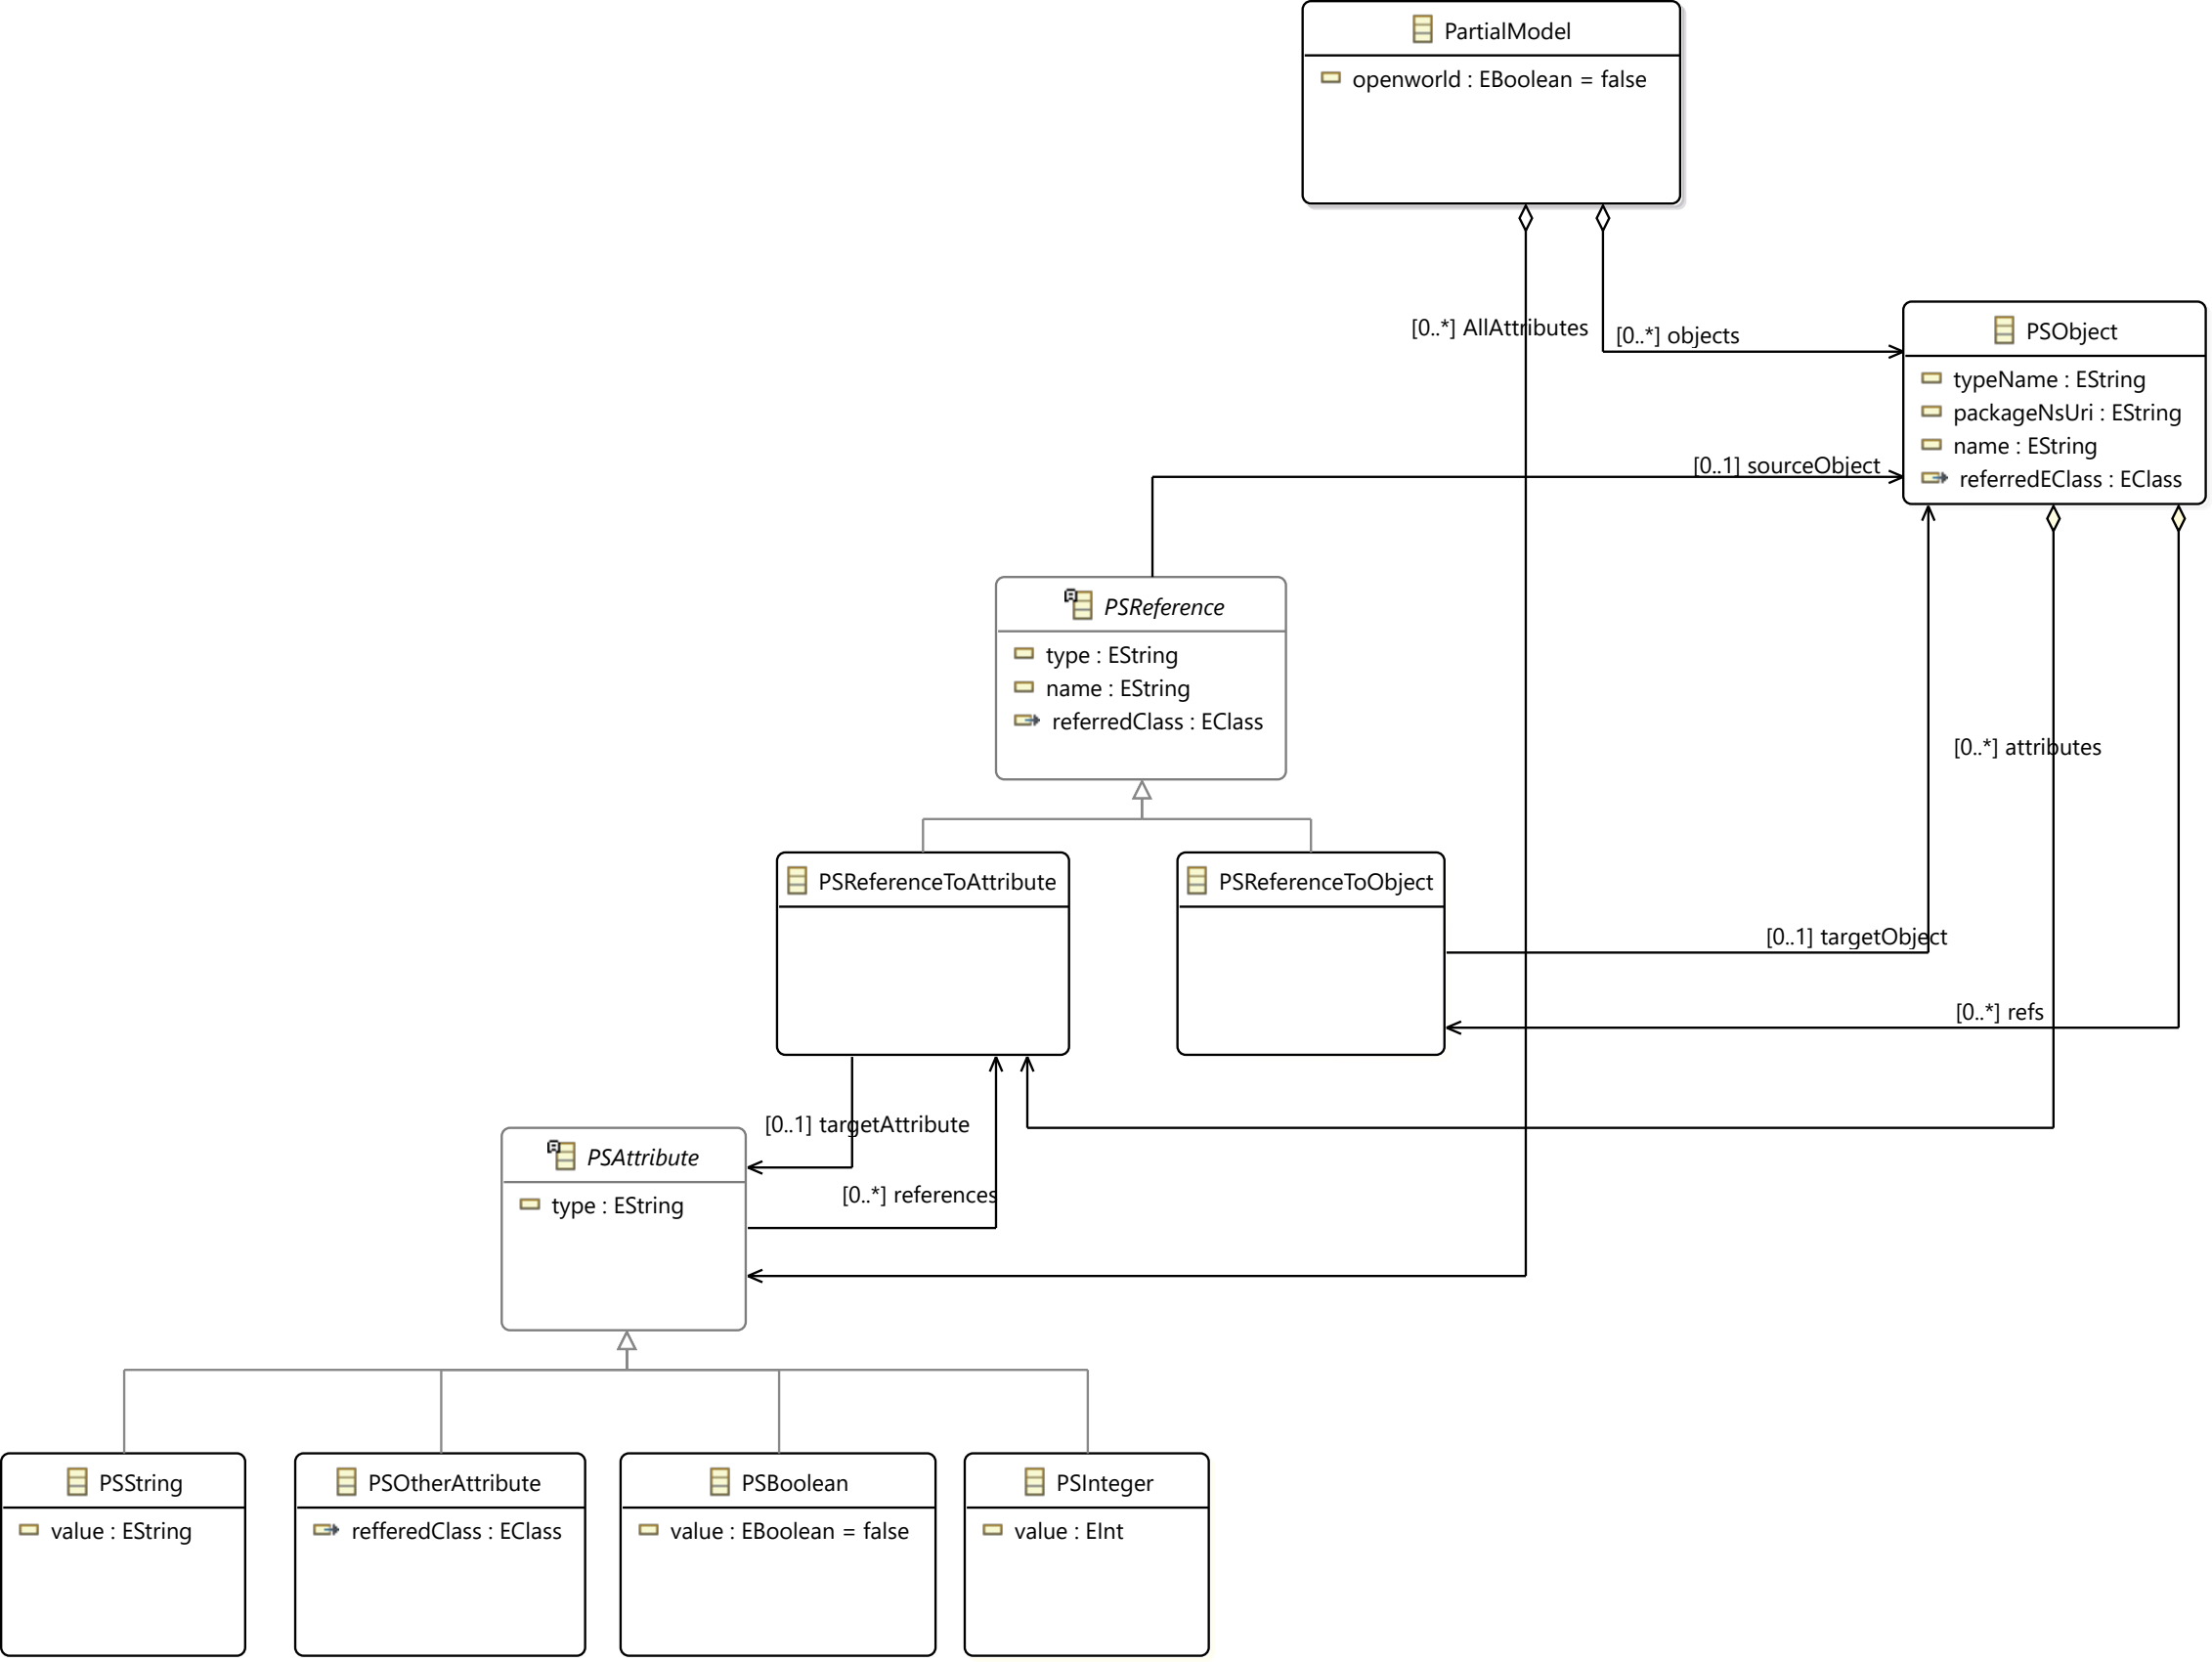 PartialModel
openworld : EBoolean = false
[0..*] AllAttributes
[0..*] objects
PSObject
typeName : EString
packageNsUri : EString
name : EString
referredEClass : EClass
[0..1] sourceObject
PSReference
type : EString
name : EString
referredClass : EClass
[0..*] attributes
PSReferenceToAttribute
PSReferenceToObject
[0..1] targetObject
[0..*] refs
[0..1] targetAttribute
PSAttribute
type : EString
[0..*] references
PSString
value : EString
PSOtherAttribute
refferedClass : EClass
PSBoolean
value : EBoolean = false
PSInteger
value : EInt